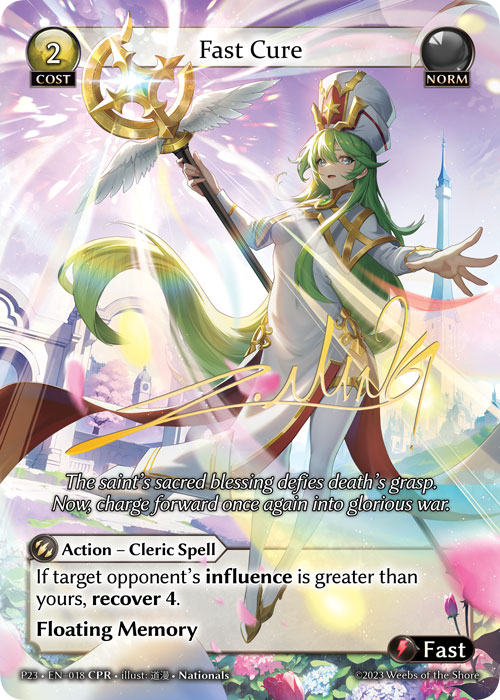 2
COST
Fast Cure
NORM
The saint's sacred blessing defies death's grasp.
Now, charge forward once again into glorious war.
Action – Cleric Spell
If target opponent's influence is greater than
yours, recover 4.
Floating Memory
Fast
P23 • EN-018 CPR • illust: 道漫 • Nationals
©2023 Weebs of the Shore